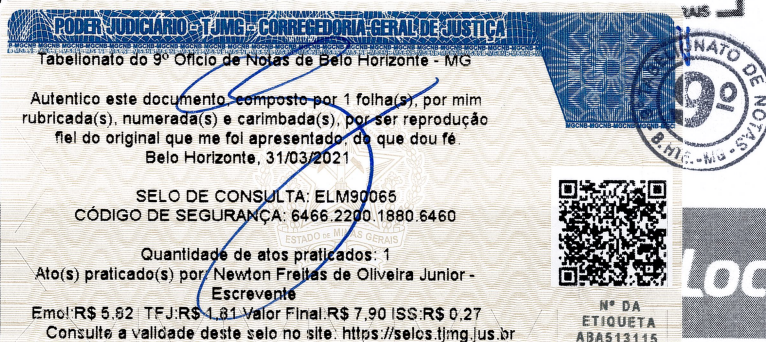 PODER JUDICIÁRIO - TJMG - CORREGEDORIA-GERAL DE JUSTIÇA
Tabelionato do 9º Ofício de Notas de Belo Horizonte - MG
Autentico este documento, composto por 1 folha(s), por mim
rubricada(s), numerada(s) e carimbada(s), por ser reprodução
fiel do original que me foi apresentado, do que dou fé.
Belo Horizonte, 31/03/2021
SELO DE CONSULTA: ELM90065
CÓDIGO DE SEGURANÇA: 6466.2200.1880.6460
ESTADO DE MINAS GERAIS
Quantidade de atos praticados: 1
Ato(s) praticado(s) por: Newton Freitas de Oliveira Junior -
Escrevente
Emol:R$ 5,82 TFJ:R$ 1,81 Valor Final:R$ 7,90 ISS:R$ 0,27
Consulte a validade deste selo no site: https://selos.tjmg.jus.br
Nº DA
ETIQUETA
ABA513115
9º
DE NOTAS
B.HTE.-MG
Loc